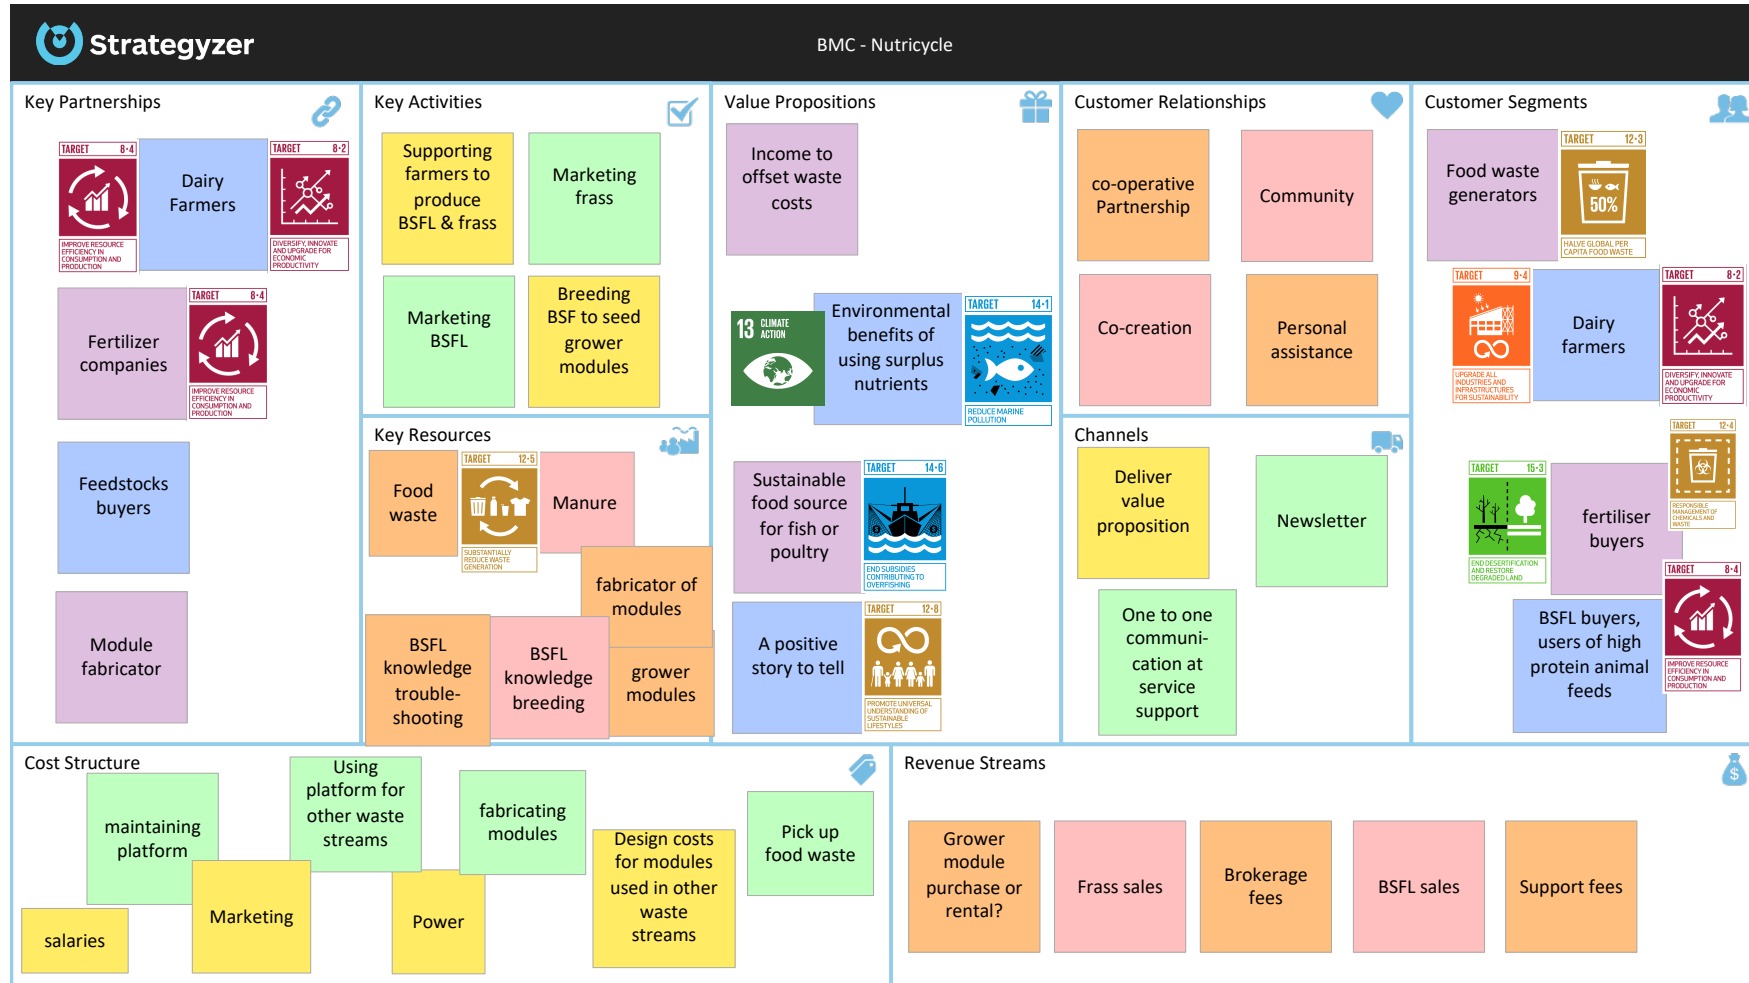 Strategyzer
BMC - Nutricycle
Key Partnerships
TARGET 8·4
IMPROVE RESOURCE
EFFICIENCY IN
CONSUMPTION AND
PRODUCTION
Dairy
Farmers
TARGET 8·2
DIVERSIFY, INNOVATE
AND UPGRADE FOR
ECONOMIC
PRODUCTIVITY
Fertilizer
companies
TARGET 8·4
IMPROVE RESOURCE
EFFICIENCY IN
CONSUMPTION AND
PRODUCTION
Feedstocks
buyers
Module
fabricator
Key Activities
Supporting
farmers to
produce
BSFL & frass
Marketing
frass
Marketing
BSFL
Breeding
BSF to seed
grower
modules
Key Resources
Food
waste
TARGET 12·5
SUBSTANTIALLY
REDUCE WASTE
GENERATION
Manure
fabricator of
modules
BSFL
knowledge
trouble-
shooting
BSFL
knowledge
breeding
grower
modules
Value Propositions
Income to
offset waste
costs
13 CLIMATE
ACTION
Environmental
benefits of
using surplus
nutrients
TARGET 14·1
REDUCE MARINE
POLLUTION
Sustainable
food source
for fish or
poultry
TARGET 14·6
END SUBSIDIES
CONTRIBUTING TO
OVERFISHING
A positive
story to tell
TARGET 12·8
PROMOTE UNIVERSAL
UNDERSTANDING OF
SUSTAINABLE
LIFESTYLES
Customer Relationships
co-operative
Partnership
Community
Co-creation
Personal
assistance
Channels
Deliver
value
proposition
Newsletter
One to one
communi-
cation at
service
support
Customer Segments
Food waste
generators
TARGET 12·3
50%
HALVE GLOBAL PER
CAPITA FOOD WASTE
TARGET 9·4
UPGRADE ALL
INDUSTRIES AND
INFRASTRUCTURES
FOR SUSTAINABILITY
Dairy
farmers
TARGET 8·2
DIVERSIFY, INNOVATE
AND UPGRADE FOR
ECONOMIC
PRODUCTIVITY
TARGET 12·4
RESPONSIBLE
MANAGEMENT OF
CHEMICALS AND
WASTE
TARGET 15·3
END DESERTIFICATION
AND RESTORE
DEGRADED LAND
fertiliser
buyers
TARGET 8·4
IMPROVE RESOURCE
EFFICIENCY IN
CONSUMPTION AND
PRODUCTION
BSFL buyers,
users of high
protein animal
feeds
Cost Structure
maintaining
platform
Using
platform for
other waste
streams
fabricating
modules
Design costs
for modules
used in other
waste
streams
Pick up
food waste
salaries
Marketing
Power
Revenue Streams
$
Grower
module
purchase or
rental?
Frass sales
Brokerage
fees
BSFL sales
Support fees